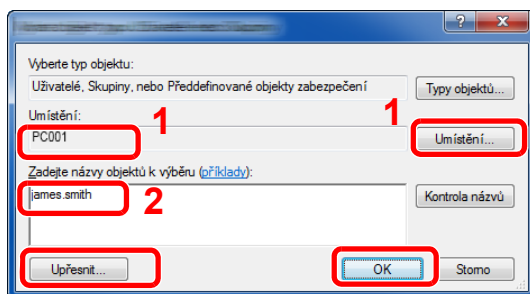 Vyberte typ objektu:
Uživatelé, Skupiny, nebo Předdefinované objekty zabezpečení
Typy objektů...
Umístění:
1
1
PC001
Umístění...
Zadejte názvy objektů k výběru (příklady):
james.smith
2
Kontrola názvů
Upřesnit...
OK
Storno